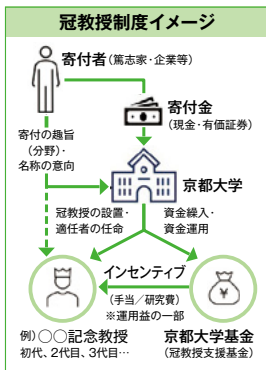 冠教授制度イメージ
寄付者(篤志家・企業等)
寄付金
(現金・有価証券)
寄付の趣旨
(分野)・
名称の意向
京都大学
冠教授の設置・
適任者の任命
資金繰入・
資金運用
インセンティブ
(手当/研究費)
※運用益の一部
例)○○記念教授
初代、2代目、3代目…
京都大学基金
(冠教授支援基金)